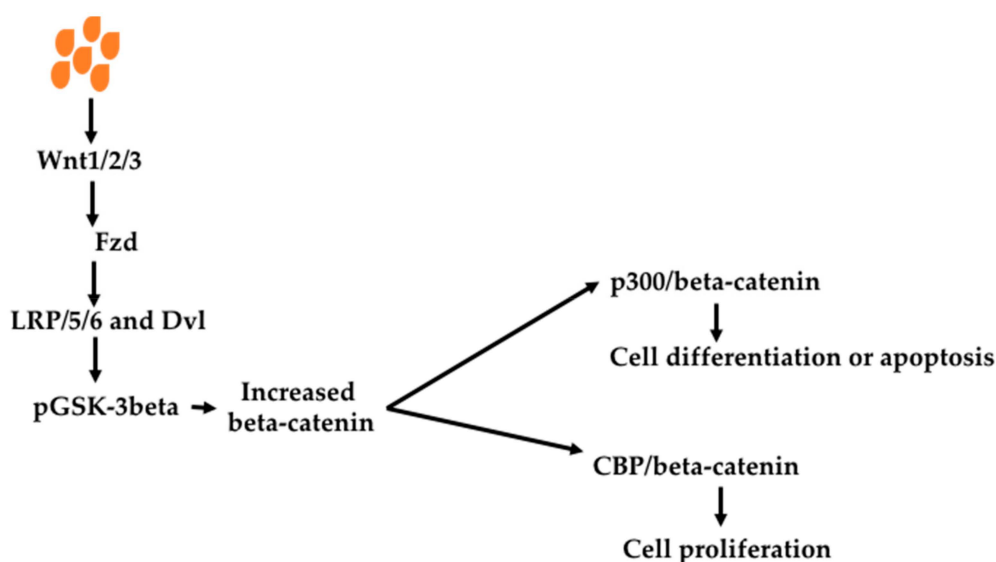 Wnt1/2/3
Fzd
LRP/5/6 and Dvl
pGSK-3beta
Increased
beta-catenin
p300/beta-catenin
Cell differentiation or apoptosis
CBP/beta-catenin
Cell proliferation